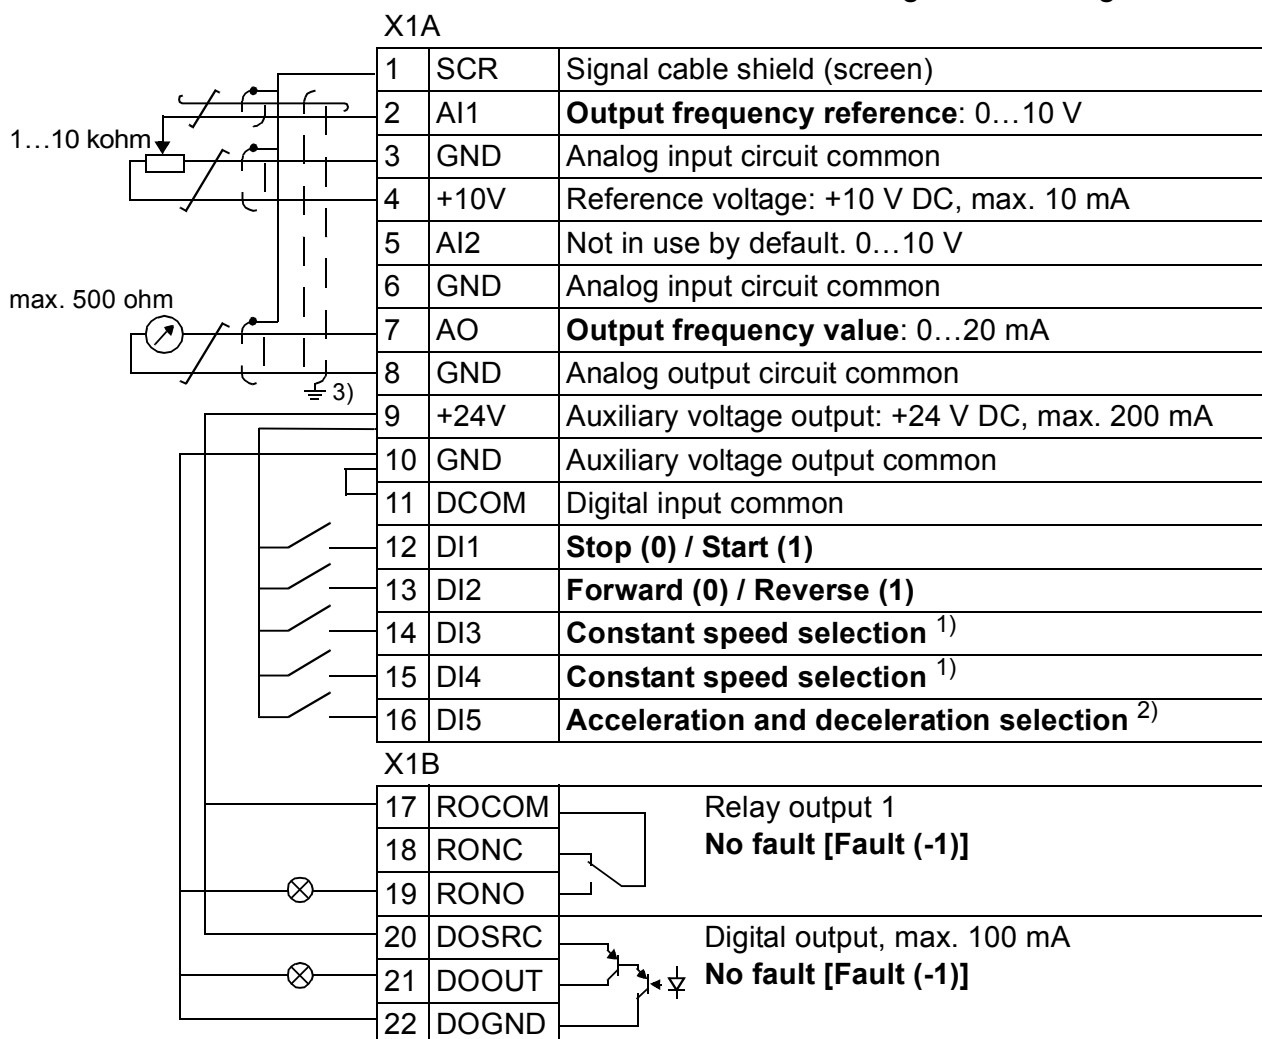 X1A
1 SCR Signal cable shield (screen)
2 AI1 Output frequency reference: 0…10 V
1…10 kohm
3 GND Analog input circuit common
4 +10V Reference voltage: +10 V DC, max. 10 mA
5 AI2 Not in use by default. 0…10 V
6 GND Analog input circuit common
max. 500 ohm
7 AO Output frequency value: 0…20 mA
8 GND Analog output circuit common
3)
9 +24V Auxiliary voltage output: +24 V DC, max. 200 mA
10 GND Auxiliary voltage output common
11 DCOM Digital input common
12 DI1 Stop (0) / Start (1)
13 DI2 Forward (0) / Reverse (1)
14 DI3 Constant speed selection 1)
15 DI4 Constant speed selection 1)
16 DI5 Acceleration and deceleration selection 2)
X1B
17 ROCOM Relay output 1
18 RONC No fault [Fault (-1)]
19 RONO
20 DOSRC Digital output, max. 100 mA
21 DOOUT No fault [Fault (-1)]
22 DOGND